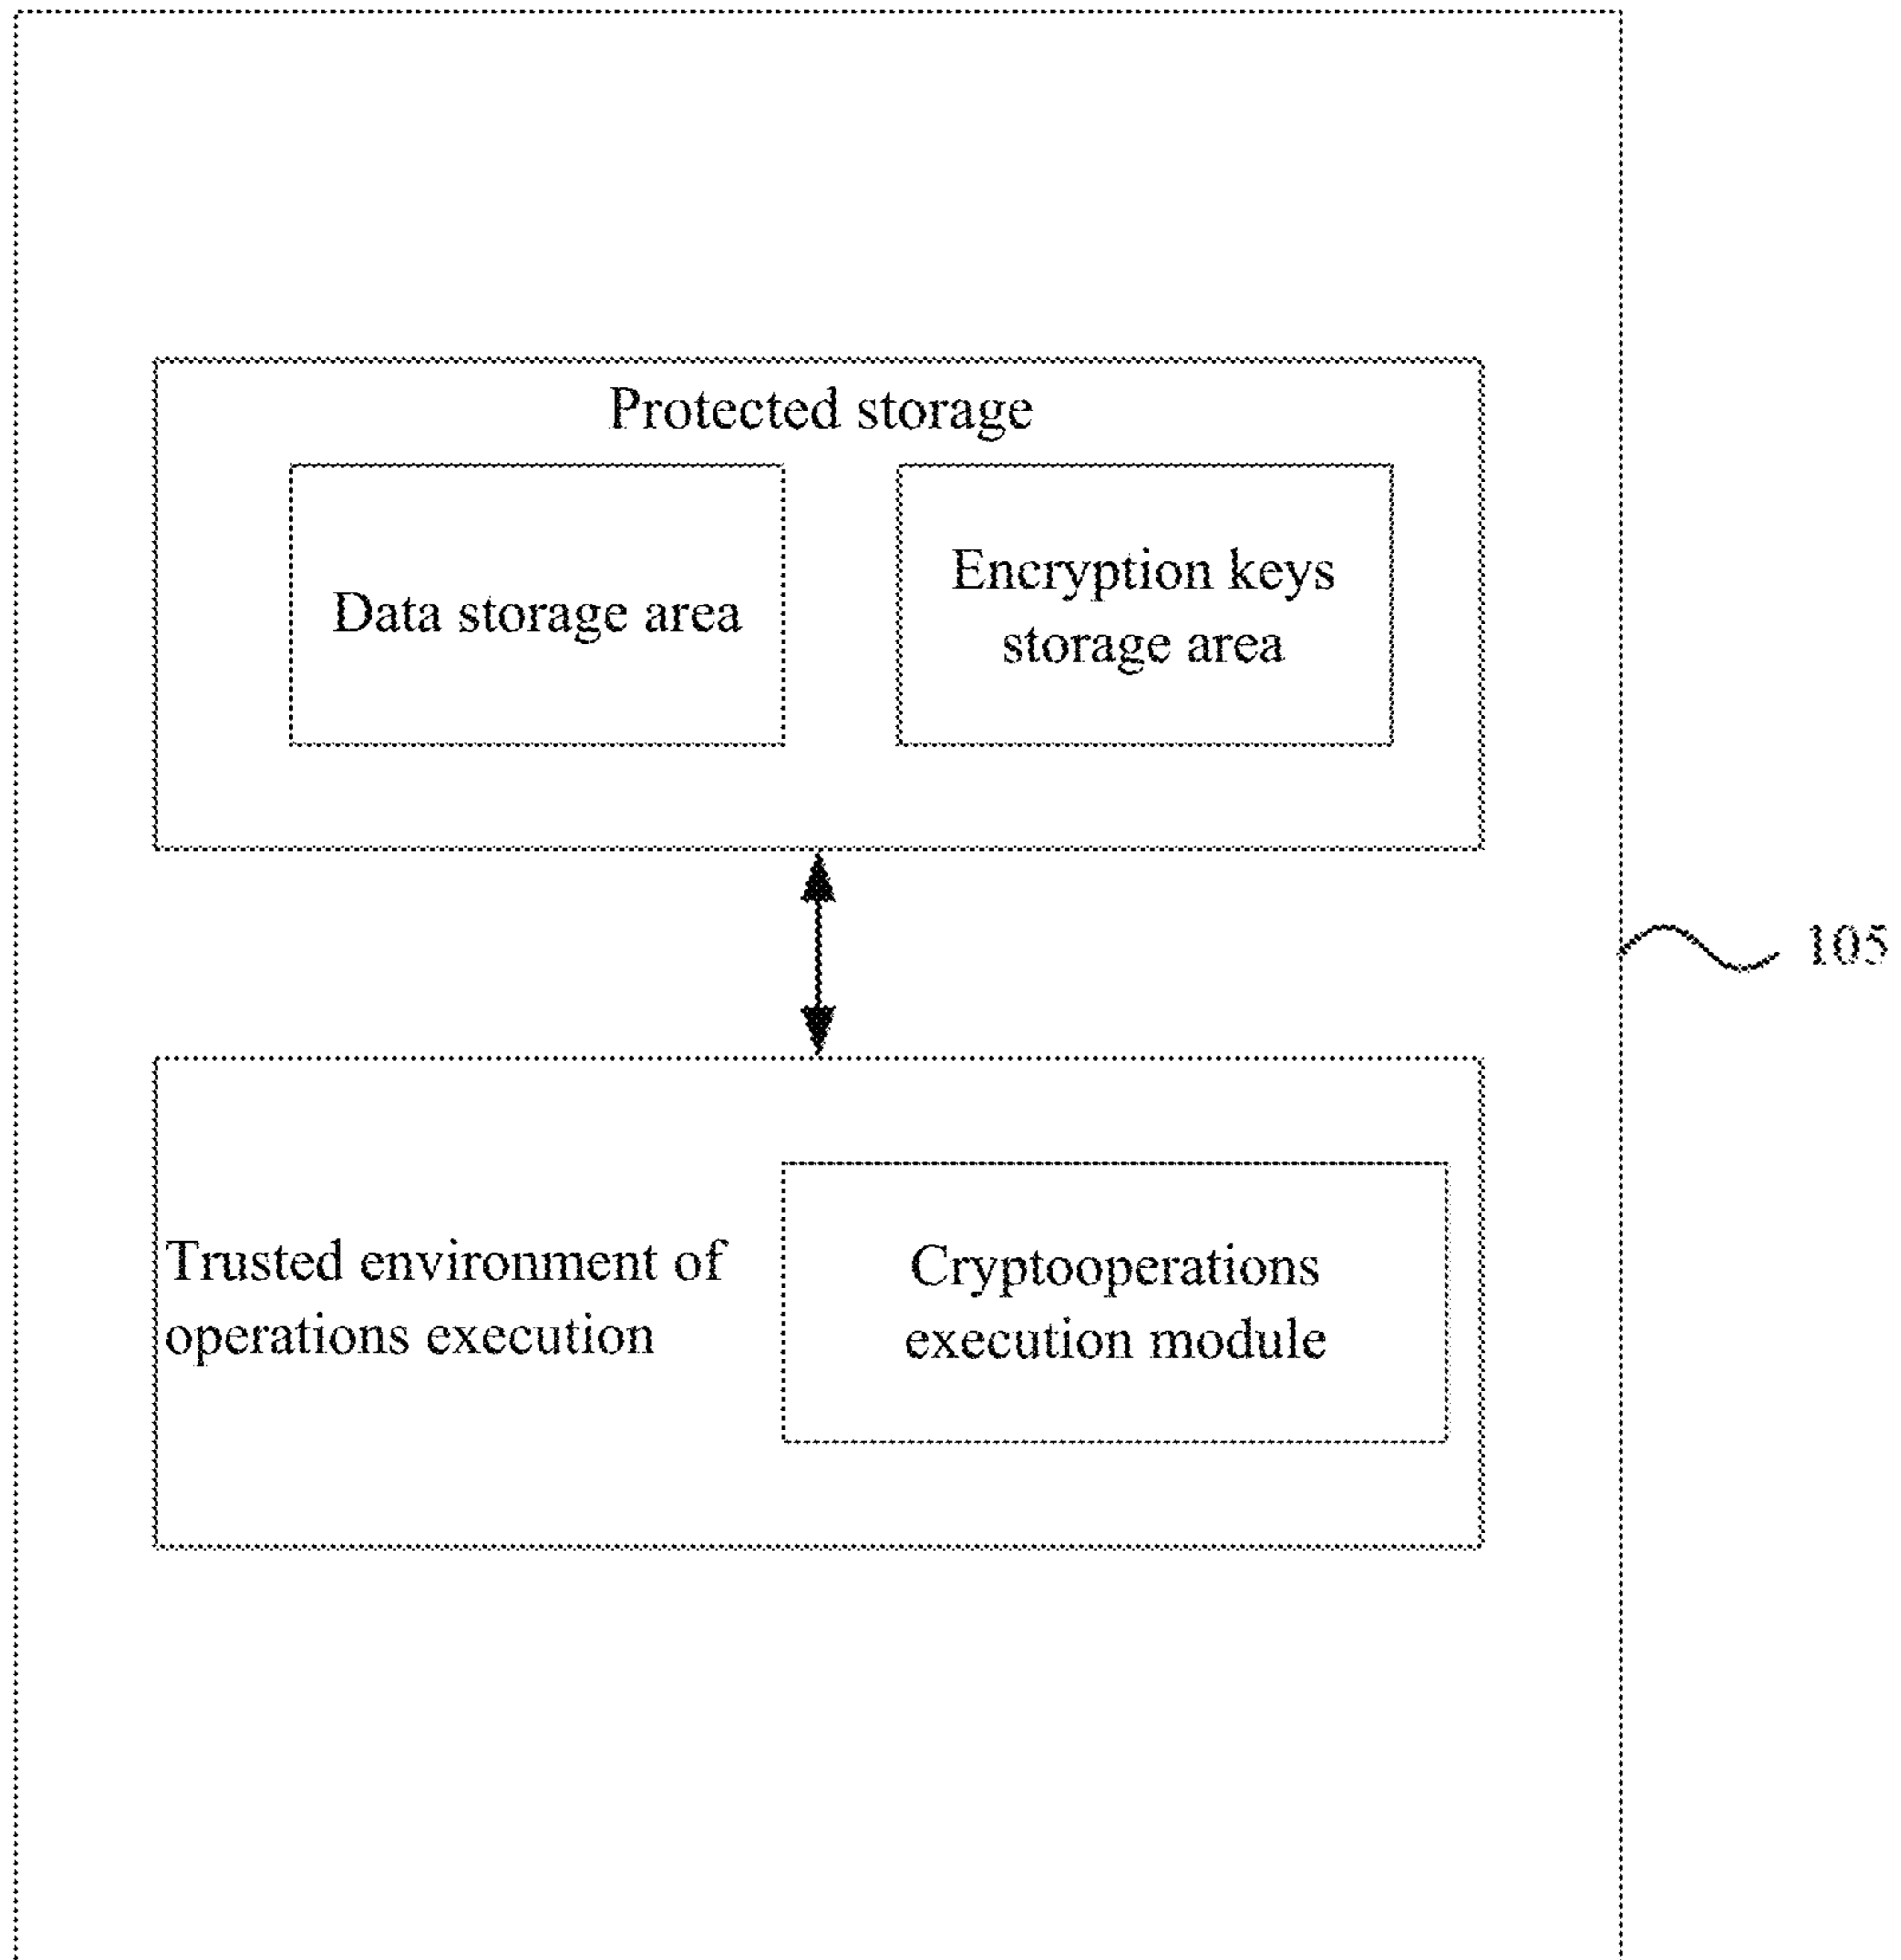 Protected storage
Data storage area
Encryption keys
storage area
105
Trusted environment of
operations execution
Cryptooperations
execution module